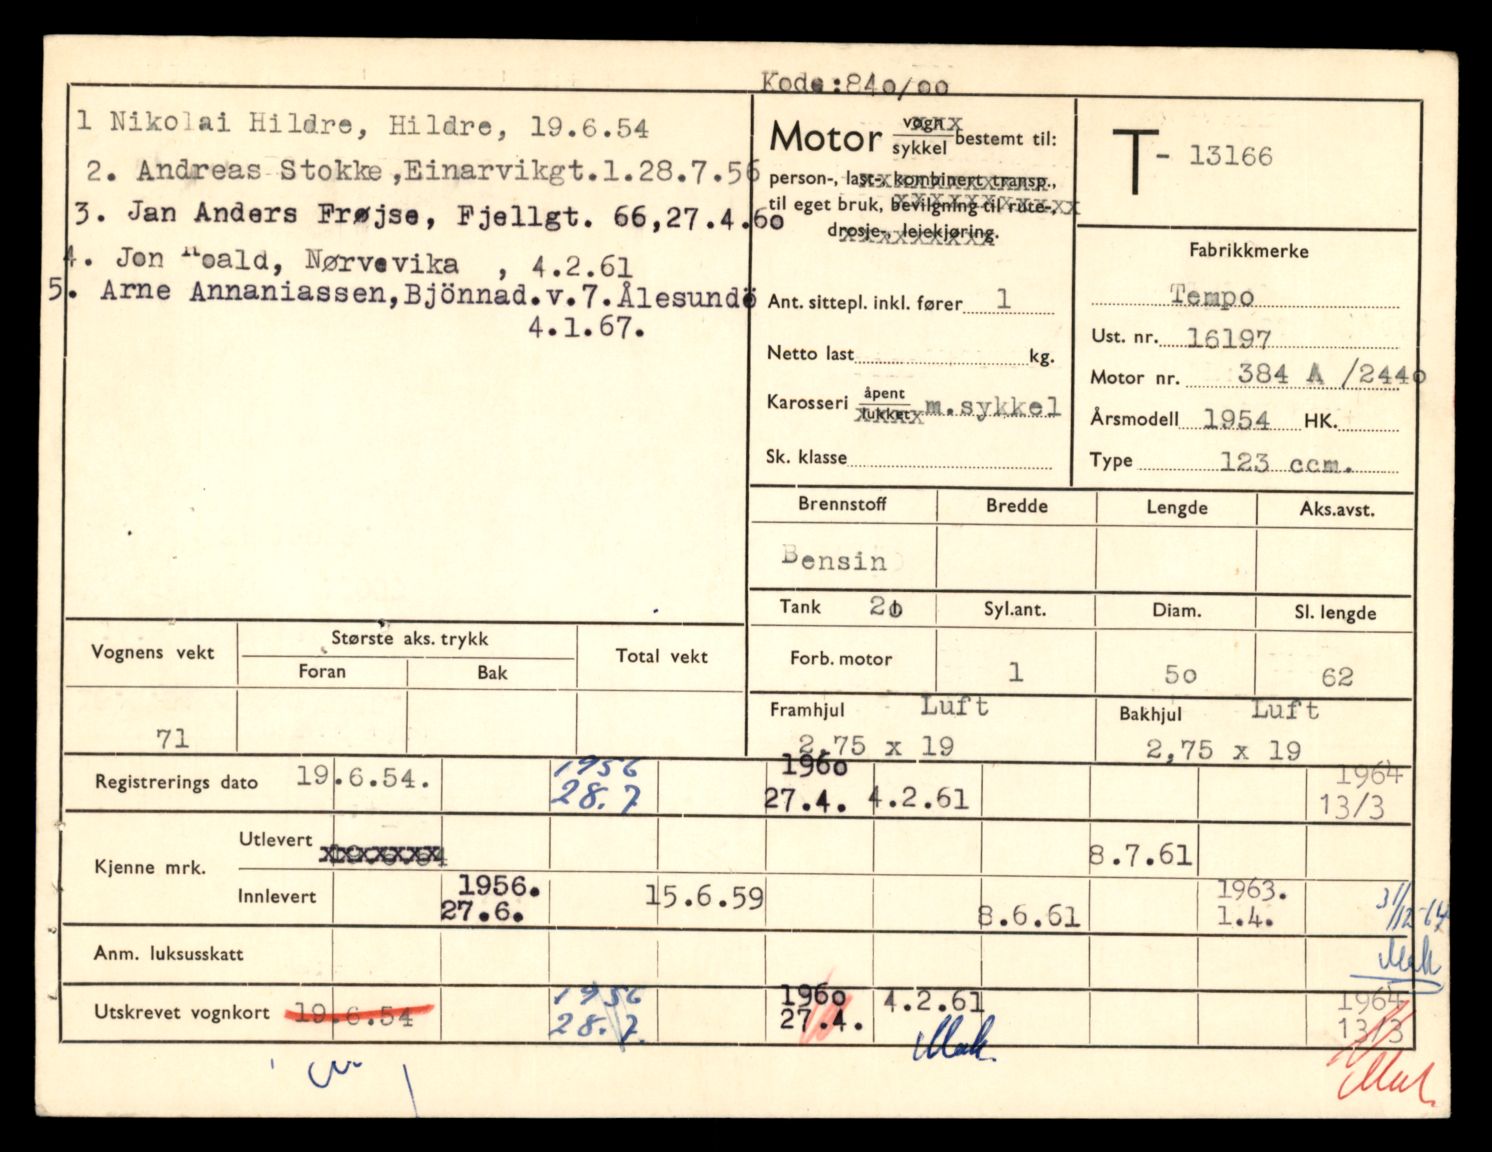 Kode:840/00
1 Nikolai Hildre, Hildre, 19.6.54
2. Andreas Stokke ,Einarvikgt.1.28.7.56
3. Jan Anders Frøjse, Fjellgt. 66,27.4.60
4. Jon Roald, Nørvevika , 4.2.61
5. Arne Annaniassen,Bjönnad.v.7.Ålesundö
4.1.67.
Motor vogn sykkel bestemt til:
person-, last-, kombinert transp.,
til eget bruk, bevilgning til rute-,
drosje-, leiekjøring.
Ant. sittepl. inkl. fører 1
Netto last kg.
Karosseri åpent lukket m.sykkel
Sk. klasse
T- 13166
Fabrikkmerke
Tempo
Ust. nr. 16197
Motor nr. 384 A /2440
Årsmodell 1954 HK.
Type 123 ccm.
Brennstoff Bredde Lengde Aks.avst.
Bensin
Tank Syl.ant. Diam. Sl. lengde
Forb. motor 1 50 62
Framhjul Luft Bakhjul Luft
2,75 x 19 2,75 x 19
Vognens vekt Største aks. trykk Total vekt
Foran Bak
71
Registrerings dato 19.6.54. 1956 28.7 1960 27.4. 4.2.61 1964 13/3
Kjenne mrk. Utlevert 8.7.61
Innlevert 1956. 27.6. 15.6.59 8.6.61 1963. 1.4. 31/12-64
Anm. luksusskatt
Utskrevet vognkort 19.6.54 1956 28.7. 1960 27.4. 4.2.61 1964 13/3